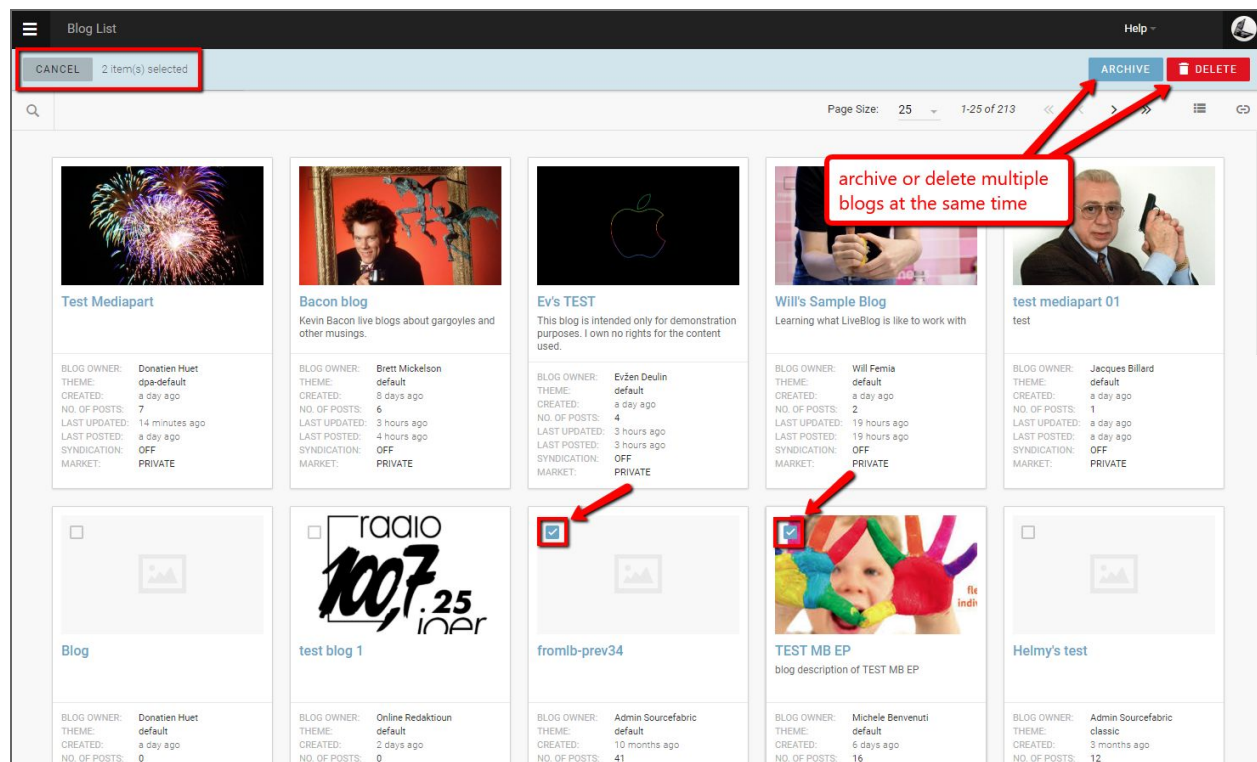 Blog List
Help
CANCEL 2 item(s) selected
ARCHIVE DELETE
Page Size: 25 1-25 of 213
archive or delete multiple
blogs at the same time
Test Mediapart
BLOG OWNER: Donatien Huet
THEME: dpa-default
CREATED: a day ago
NO. OF POSTS: 7
LAST UPDATED: 14 minutes ago
LAST POSTED: a day ago
SYNDICATION: OFF
MARKET: PRIVATE
Bacon blog
Kevin Bacon live blogs about gargoyles and
other musings.
BLOG OWNER: Brett Mickelson
THEME: default
CREATED: 8 days ago
NO. OF POSTS: 6
LAST UPDATED: 3 hours ago
LAST POSTED: 4 hours ago
SYNDICATION: OFF
MARKET: PRIVATE
Ev's TEST
This blog is intended only for demonstration
purposes. I own no rights for the content
used.
BLOG OWNER: Evžen Deulin
THEME: default
CREATED: a day ago
NO. OF POSTS: 4
LAST UPDATED: 3 hours ago
LAST POSTED: 3 hours ago
SYNDICATION: OFF
MARKET: PRIVATE
Will's Sample Blog
Learning what LiveBlog is like to work with
BLOG OWNER: Will Femia
THEME: default
CREATED: a day ago
NO. OF POSTS: 2
LAST UPDATED: 19 hours ago
LAST POSTED: 19 hours ago
SYNDICATION: OFF
MARKET: PRIVATE
test mediapart 01
test
BLOG OWNER: Jacques Billard
THEME: default
CREATED: a day ago
NO. OF POSTS: 1
LAST UPDATED: a day ago
LAST POSTED: a day ago
SYNDICATION: OFF
MARKET: PRIVATE
Blog
BLOG OWNER: Donatien Huet
THEME: default
CREATED: a day ago
NO. OF POSTS: 0
radio
100,7.25
joer
test blog 1
BLOG OWNER: Online Redaktioun
THEME: default
CREATED: 2 days ago
NO. OF POSTS: 0
fromlb-prev34
BLOG OWNER: Admin Sourcefabric
THEME: default
CREATED: 10 months ago
NO. OF POSTS: 41
TEST MB EP
blog description of TEST MB EP
BLOG OWNER: Michele Benvenuti
THEME: default
CREATED: 6 days ago
NO. OF POSTS: 16
Helmy's test
BLOG OWNER: Admin Sourcefabric
THEME: classic
CREATED: 3 months ago
NO. OF POSTS: 12